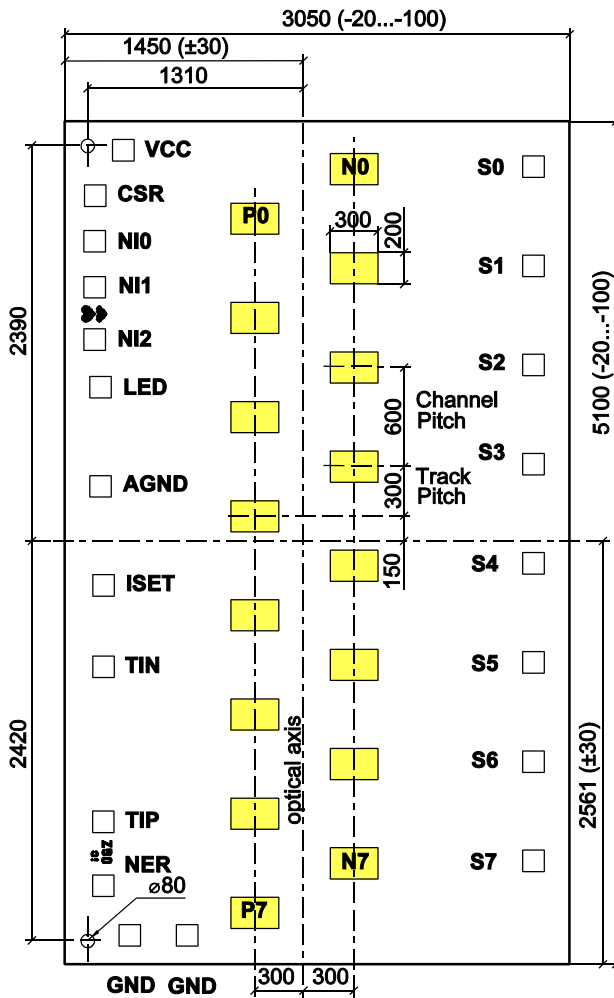 3050 (-20...-100)
1450 (±30)
1310
VCC
N0
S0
CSR
P0
300
200
NI0
S1
NI1
2390
NI2
S2
5100 (-20...-100)
LED
600
Channel
Pitch
S3
AGND
300
Track
Pitch
150
S4
ISET
S5
TIN
2420
optical axis
S6
2561 (±30)
TIP
NER
N7
S7
⌀80
P7
GND
GND
300
300